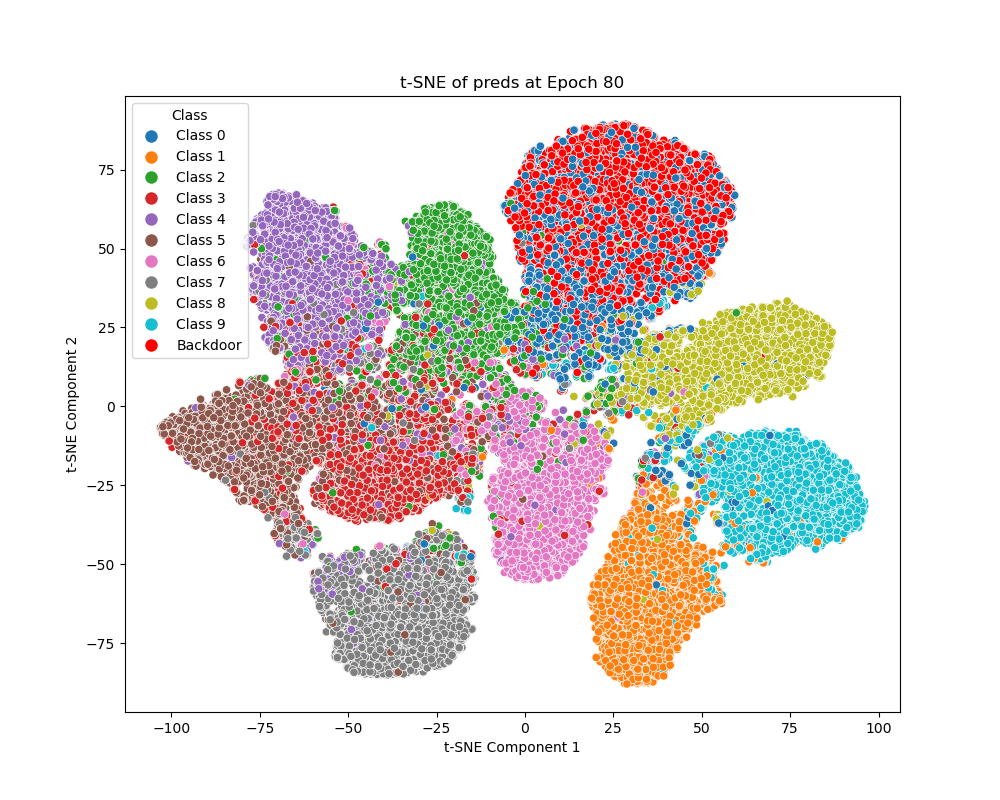 t-SNE of preds at Epoch 80
Class
Class 0
Class 1
Class 2
Class 3
Class 4
Class 5
Class 6
Class 7
Class 8
Class 9
Backdoor
75
50
25
0
−25
−50
−75
t-SNE Component 2
−100 −75 −50 −25 0 25 50 75 100
t-SNE Component 1